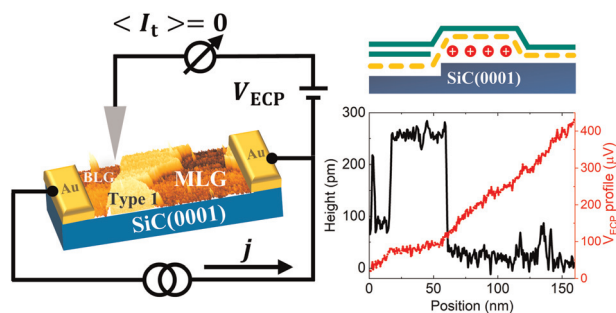 < I_t >= 0
V_ECP
Au
BLG
Type 1
MLG
Au
SiC(0001)
j
SiC(0001)
Height (pm)
300
200
100
0
0
50
100
150
Position (nm)
400
300
200
100
0
V_ECP profile (μV)